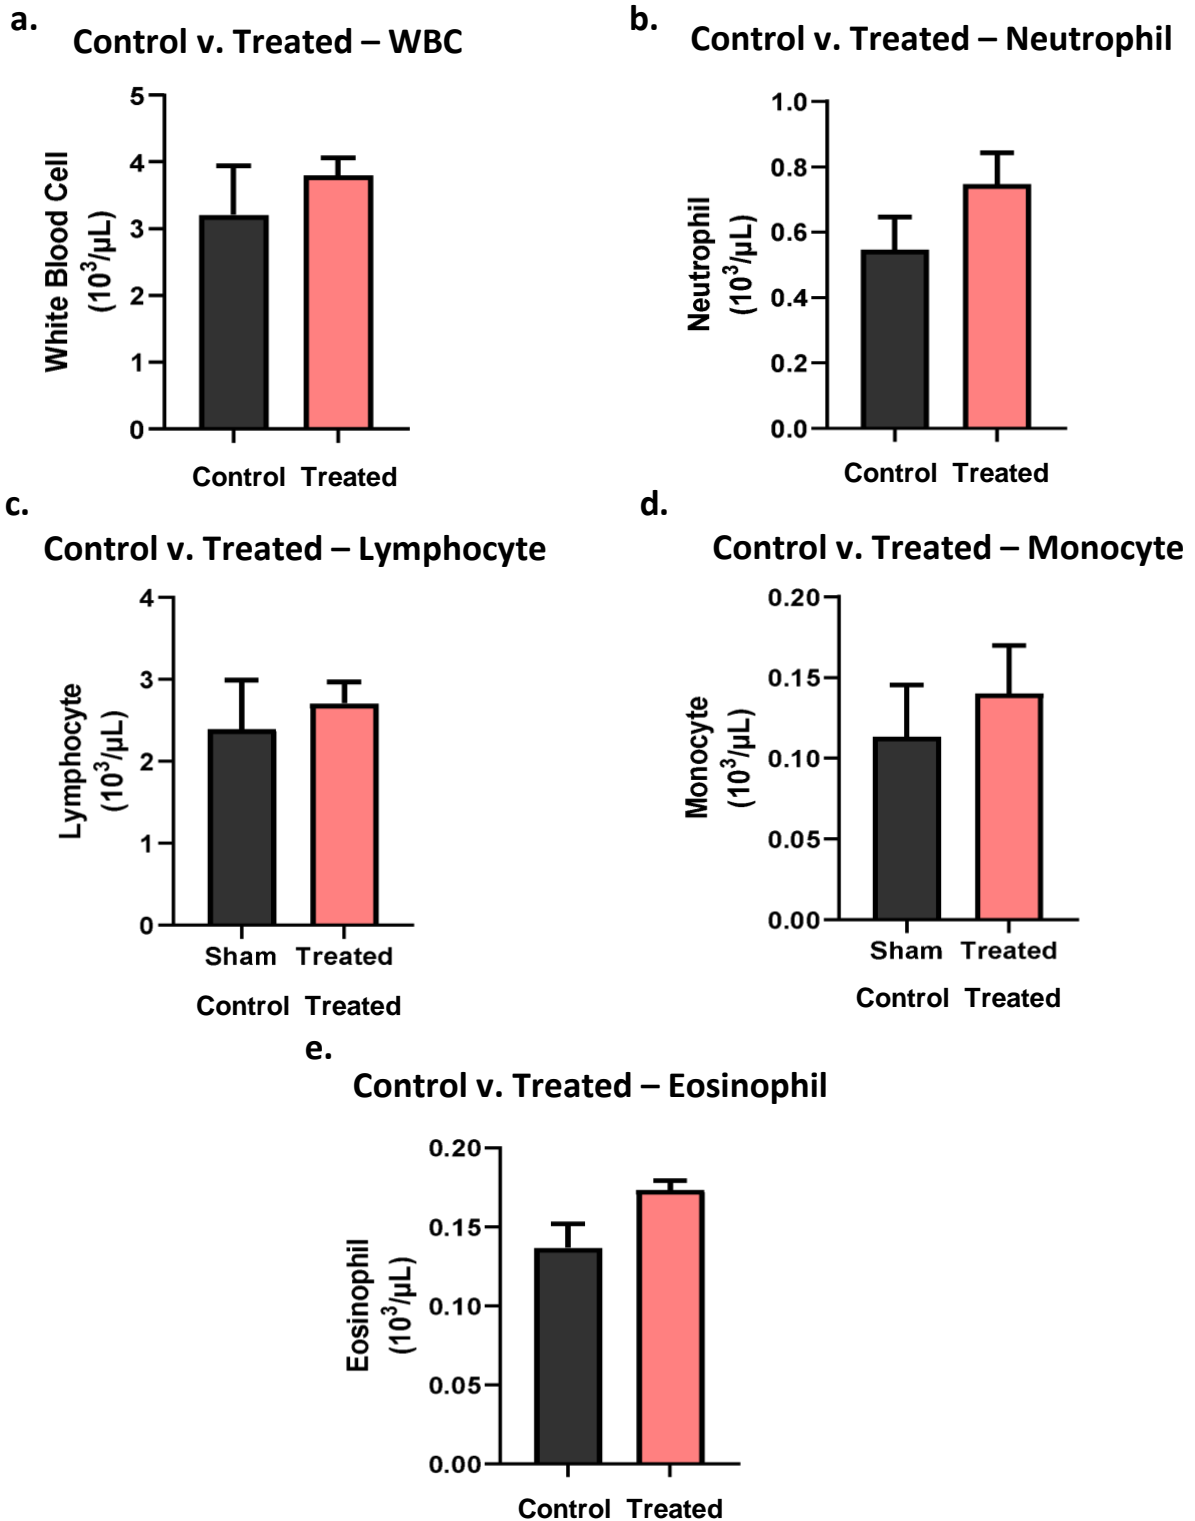 a.
Control v. Treated – WBC
White Blood Cell
(10³/µL)
5
4
3
2
1
0
Control Treated
b.
Control v. Treated – Neutrophil
Neutrophil
(10³/µL)
1.0
0.8
0.6
0.4
0.2
0.0
Control Treated
c.
Control v. Treated – Lymphocyte
Lymphocyte
(10³/µL)
4
3
2
1
0
Sham Treated
Control Treated
d.
Control v. Treated – Monocyte
Monocyte
(10³/µL)
0.20
0.15
0.10
0.05
0.00
Sham Treated
Control Treated
e.
Control v. Treated – Eosinophil
Eosinophil
(10³/µL)
0.20
0.15
0.10
0.05
0.00
Control Treated